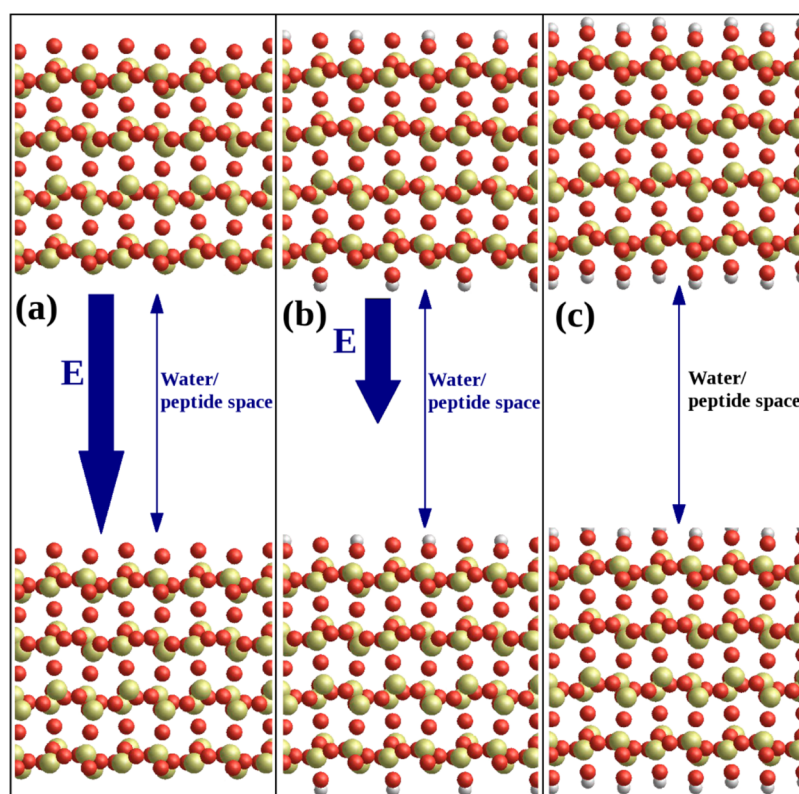 (a)
E
Water/
peptide space
(b)
E
Water/
peptide space
(c)
Water/
peptide space